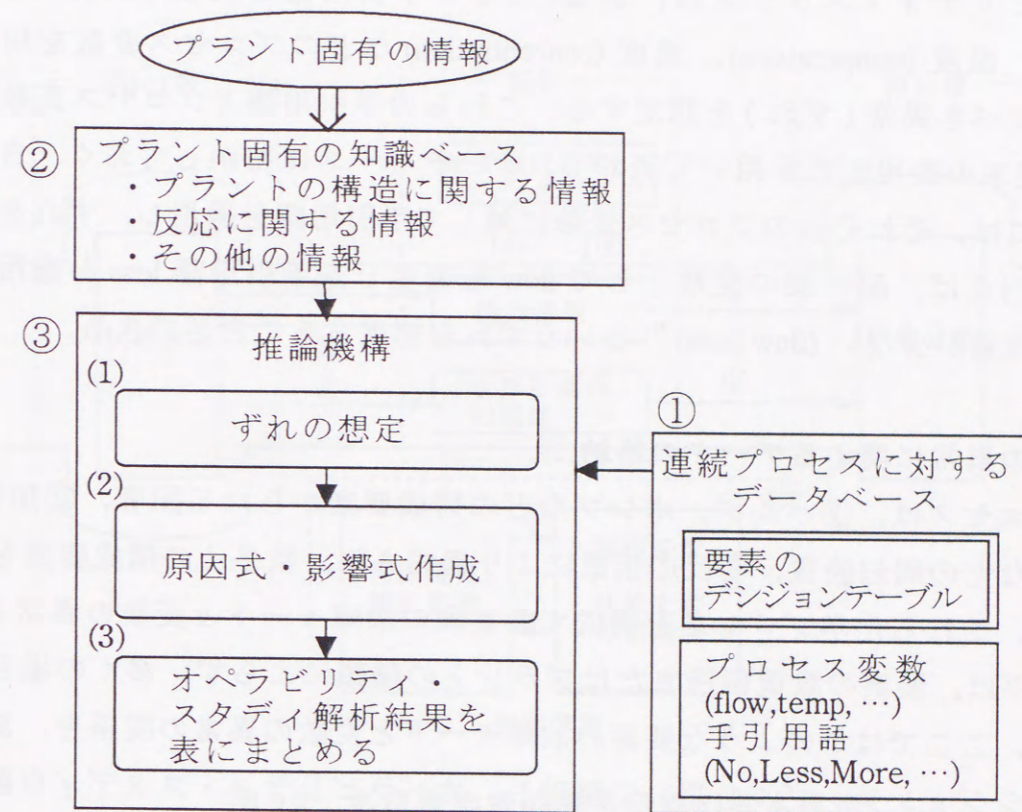 プラント固有の情報
②
プラント固有の知識ベース
・プラントの構造に関する情報
・反応に関する情報
・その他の情報
③
推論機構
(1)
ずれの想定
(2)
原因式・影響式作成
(3)
オペラビリティ・
スタディ解析結果を
表にまとめる
①
連続プロセスに対する
データベース
要素の
デシジョンテーブル
プロセス変数
(flow,temp, …)
手引用語
(No,Less,More, …)